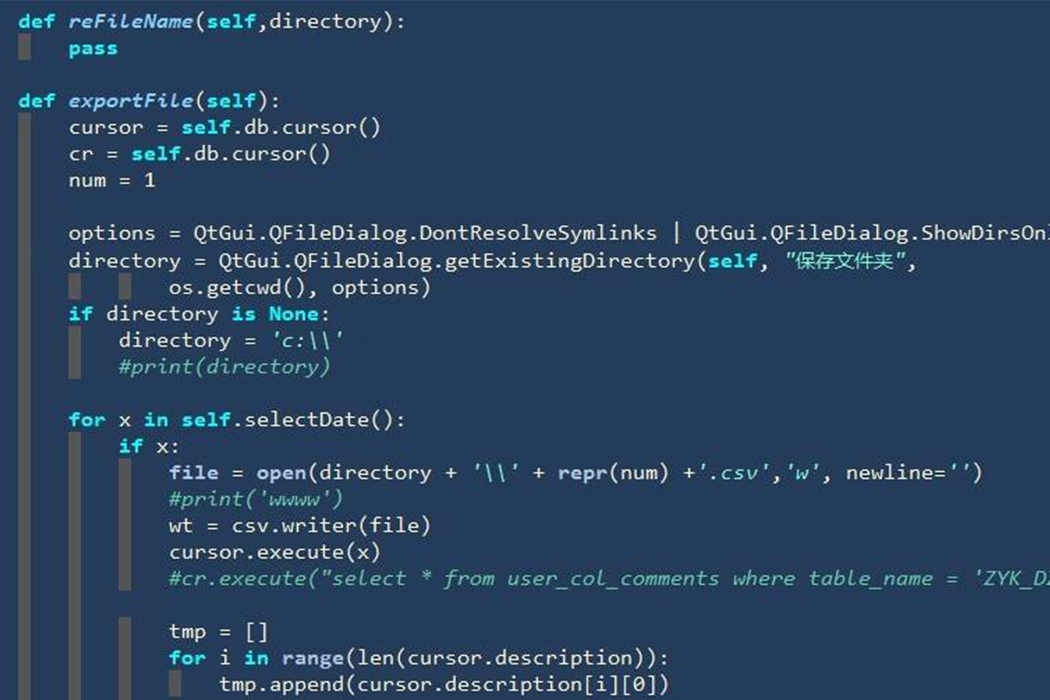 def reFileName(self,directory):
    pass

def exportFile(self):
    cursor = self.db.cursor()
    cr = self.db.cursor()
    num = 1

    options = QtGui.QFileDialog.DontResolveSymlinks | QtGui.QFileDialog.ShowDirsOnl
    directory = QtGui.QFileDialog.getExistingDirectory(self, "保存文件夹",
            os.getcwd(), options)
    if directory is None:
        directory = 'c:\\'
        #print(directory)

    for x in self.selectDate():
        if x:
            file = open(directory + '\\' + repr(num) +'.csv','w', newline='')
            #print('wwww')
            wt = csv.writer(file)
            cursor.execute(x)
            #cr.execute("select * from user_col_comments where table_name = 'ZYK_D

            tmp = []
            for i in range(len(cursor.description)):
                tmp.append(cursor.description[i][0])